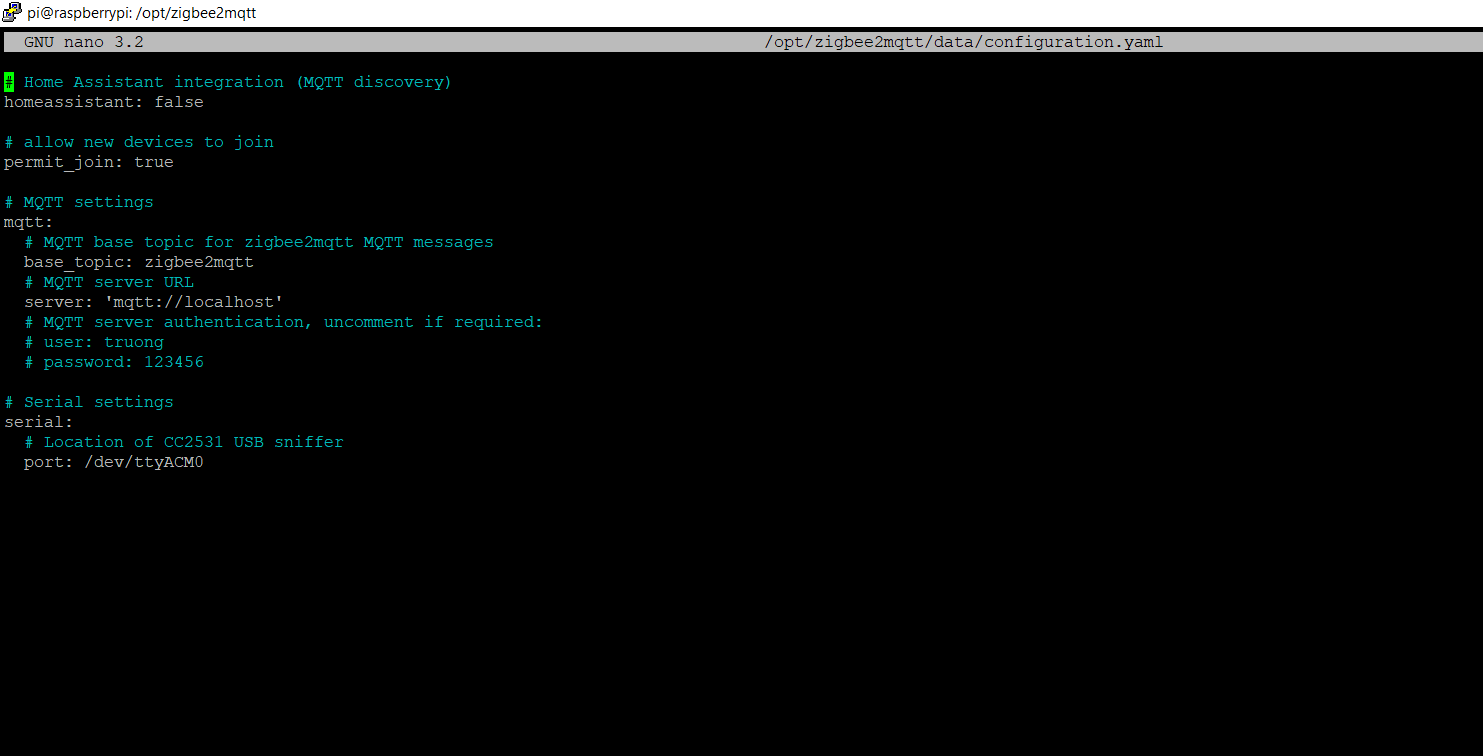 pi@raspberrypi: /opt/zigbee2mqtt
GNU nano 3.2 /opt/zigbee2mqtt/data/configuration.yaml
# Home Assistant integration (MQTT discovery)
homeassistant: false
# allow new devices to join
permit_join: true
# MQTT settings
mqtt:
# MQTT base topic for zigbee2mqtt MQTT messages
base_topic: zigbee2mqtt
# MQTT server URL
server: 'mqtt://localhost'
# MQTT server authentication, uncomment if required:
# user: truong
# password: 123456
# Serial settings
serial:
# Location of CC2531 USB sniffer
port: /dev/ttyACM0